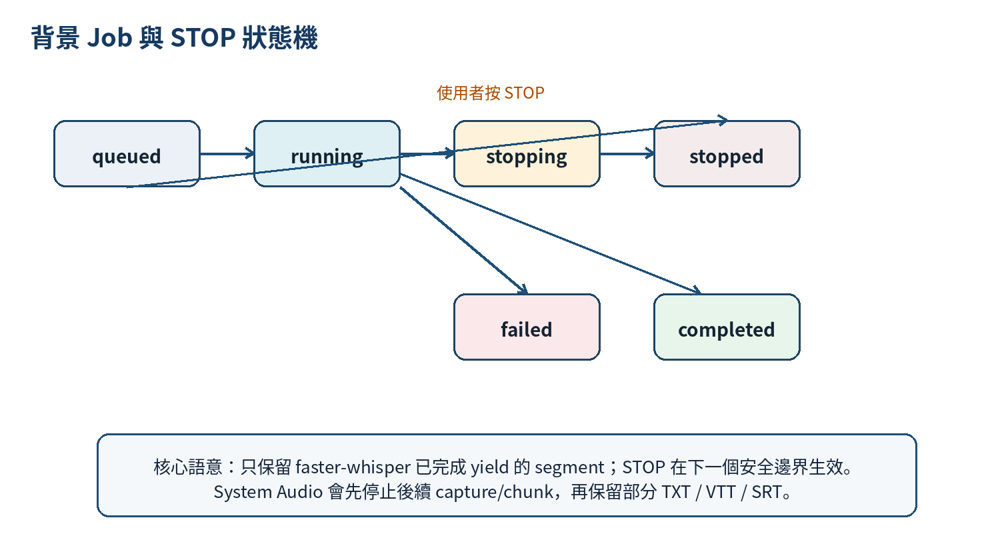 背景 Job 與 STOP 狀態機
使用者按 STOP
queued
running
stopping
stopped
failed
completed
核心語意：只保留 faster-whisper 已完成 yield 的 segment；STOP 在下一個安全邊界生效。
System Audio 會先停止後續 capture/chunk，再保留部分 TXT / VTT / SRT。